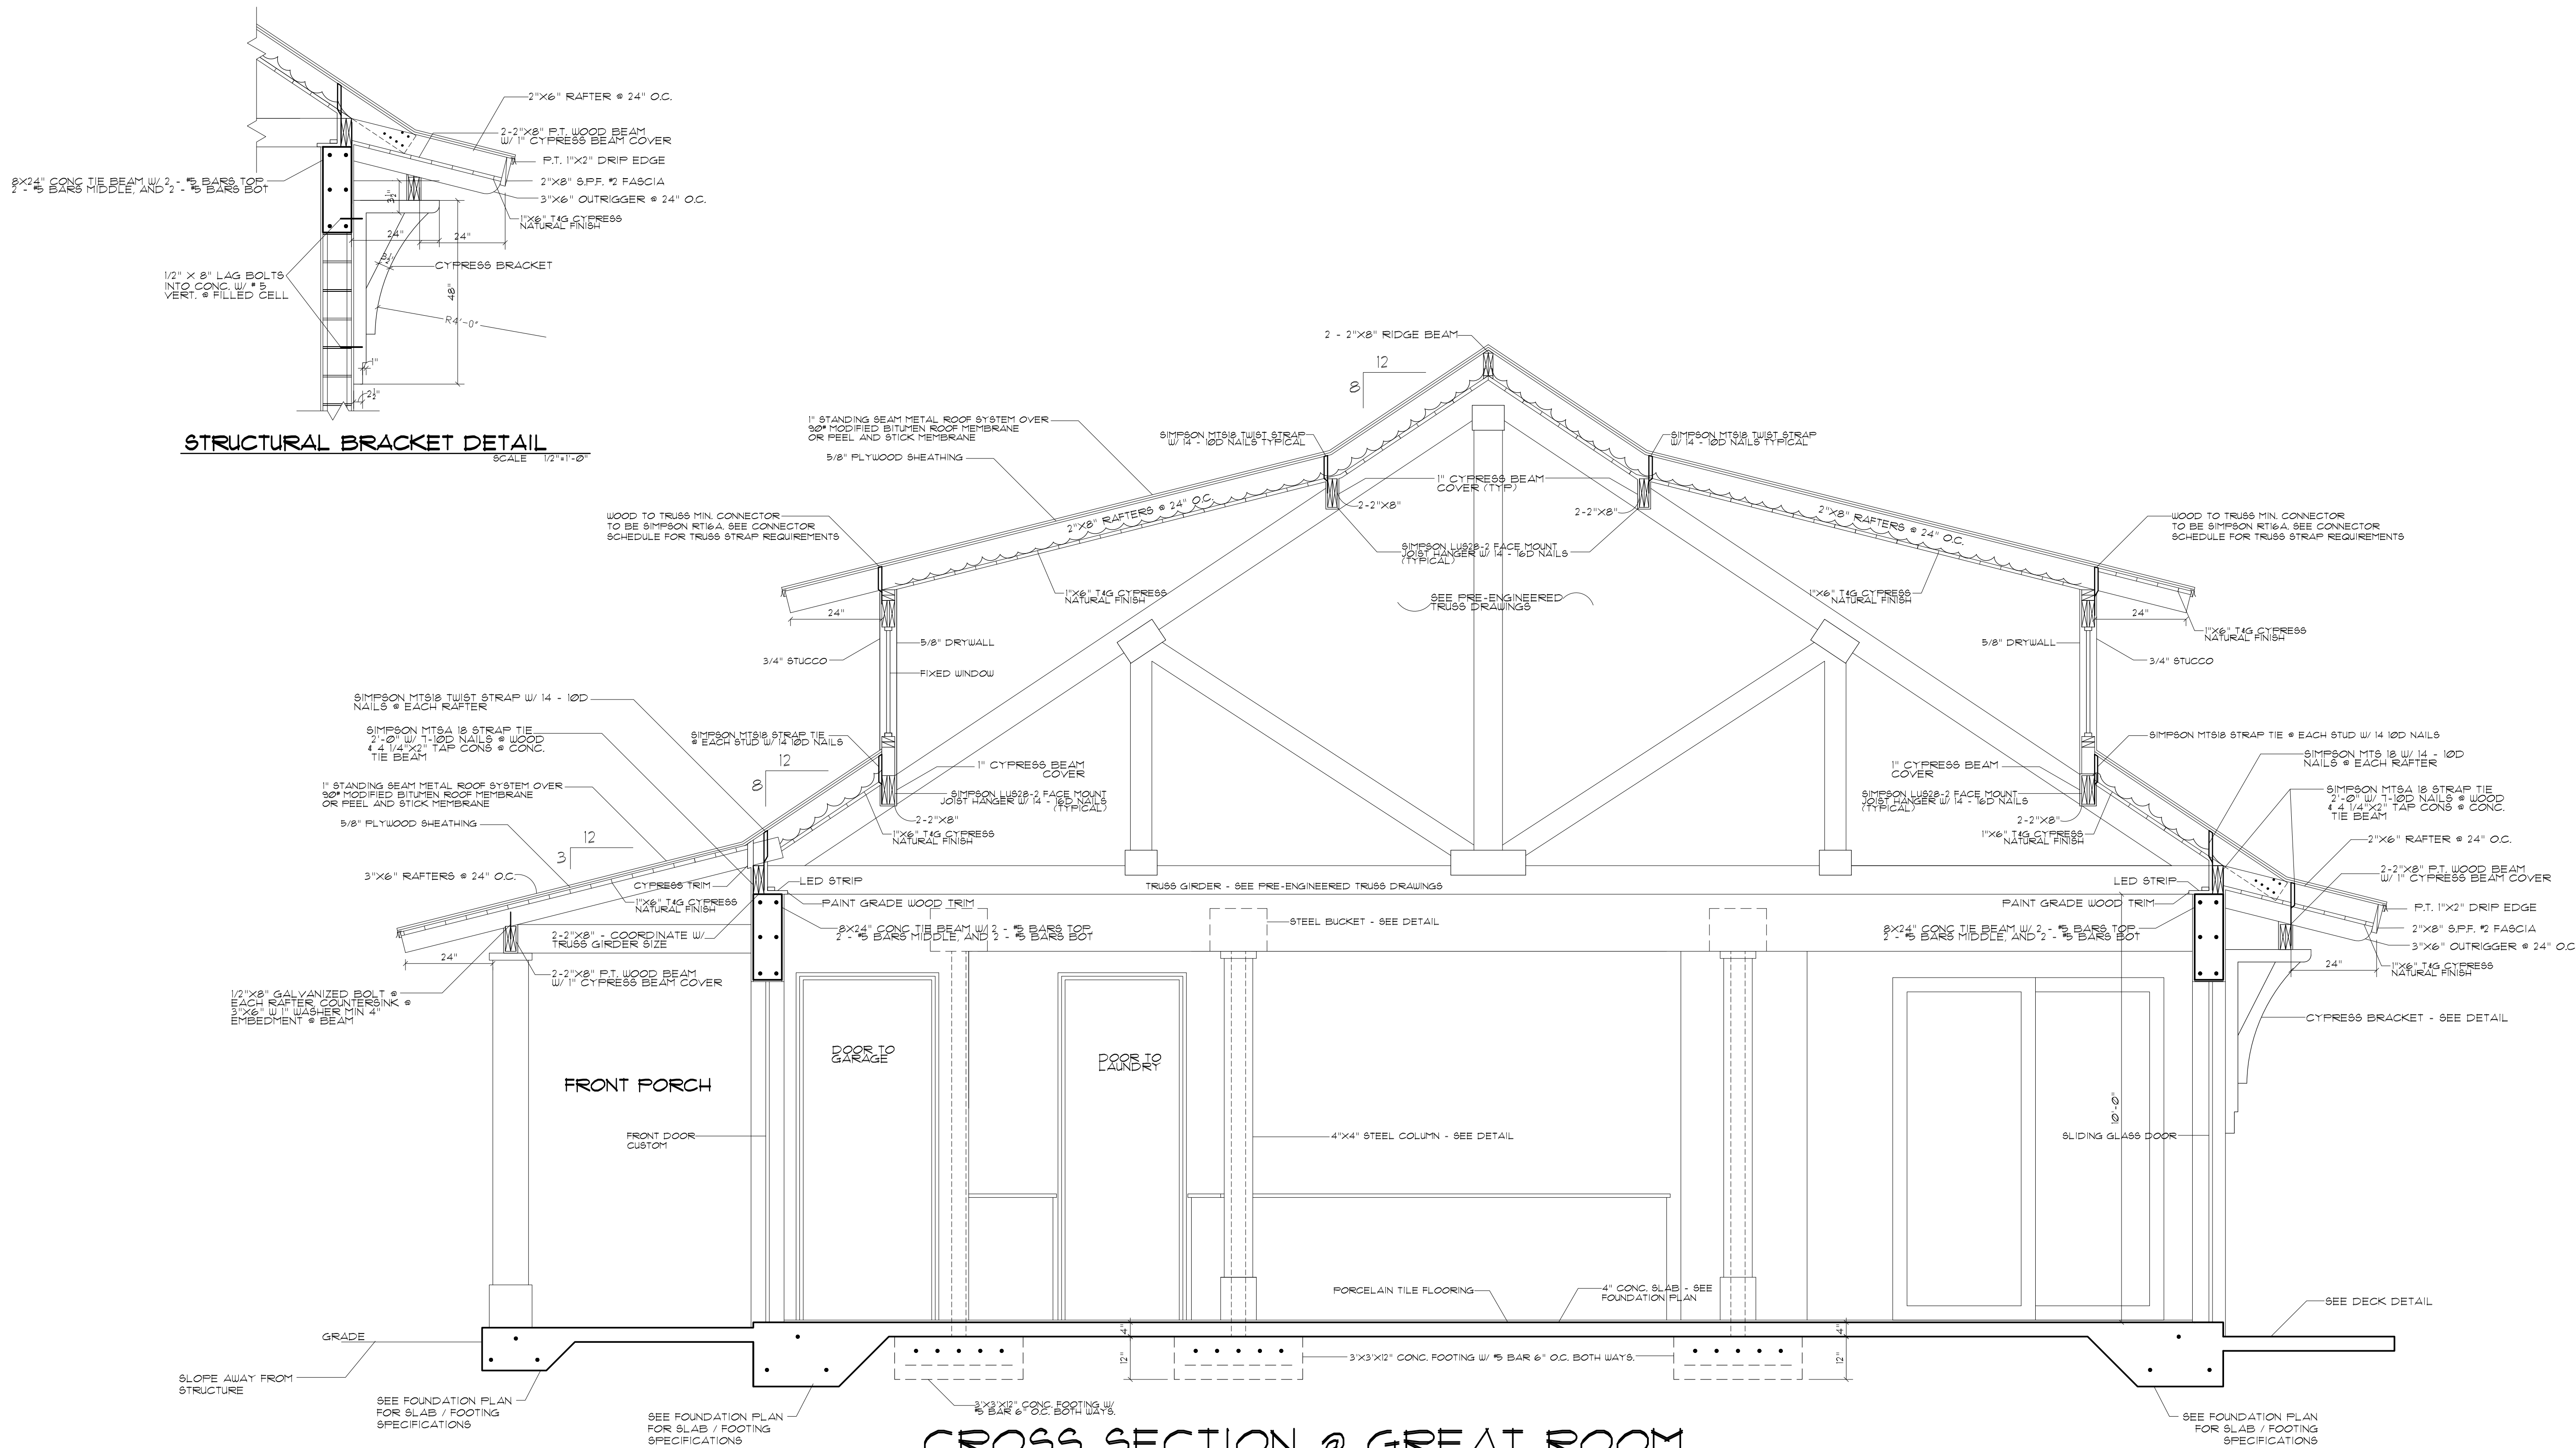 2"X6" RAFTER @ 24" O.C.
2-2"X8" P.T. WOOD BEAM
W/ 1" CYPRESS BEAM COVER
P.T. 1"X2" DRIP EDGE
8X24" CONC TIE BEAM W/ 2 - #5 BARS TOP
2 - #5 BARS MIDDLE, AND 2 - #5 BARS BOT
2"X8" S.P.F. #2 FASCIA
3"X6" OUTRIGGER @ 24" O.C.
3½"
1"X6" T&G CYPRESS
NATURAL FINISH
24"
24"
CYPRESS BRACKET
1/2" X 8" LAG BOLTS
INTO CONC. W/ # 5
VERT. @ FILLED CELL
48"
R4'-0"
1"
2½"
STRUCTURAL BRACKET DETAIL
SCALE 1/2"=1'-0"
2 - 2"X8" RIDGE BEAM
12
8
1" STANDING SEAM METAL ROOF SYSTEM OVER
90# MODIFIED BITUMEN ROOF MEMBRANE
OR PEEL AND STICK MEMBRANE
5/8" PLYWOOD SHEATHING
SIMPSON MTS18 TWIST STRAP
W/ 14 - 10D NAILS TYPICAL
SIMPSON MTS18 TWIST STRAP
W/ 14 - 10D NAILS TYPICAL
1" CYPRESS BEAM
COVER (TYP)
2-2"X8"
2-2"X8"
2"X8" RAFTERS @ 24" O.C.
2"X8" RAFTERS @ 24" O.C.
WOOD TO TRUSS MIN. CONNECTOR
TO BE SIMPSON RT16A. SEE CONNECTOR
SCHEDULE FOR TRUSS STRAP REQUIREMENTS
WOOD TO TRUSS MIN. CONNECTOR
TO BE SIMPSON RT16A. SEE CONNECTOR
SCHEDULE FOR TRUSS STRAP REQUIREMENTS
SIMPSON LUS28-2 FACE MOUNT
JOIST HANGER W/ 14 - 16D NAILS
(TYPICAL)
1"X6" T&G CYPRESS
NATURAL FINISH
SEE PRE-ENGINEERED
TRUSS DRAWINGS
1"X6" T&G CYPRESS
NATURAL FINISH
24"
24"
1"X6" T&G CYPRESS
NATURAL FINISH
5/8" DRYWALL
3/4" STUCCO
FIXED WINDOW
5/8" DRYWALL
3/4" STUCCO
SIMPSON MTS18 TWIST STRAP W/ 14 - 10D
NAILS @ EACH RAFTER
SIMPSON MTSA 18 STRAP TIE
2'-0" W/ 7-10D NAILS @ WOOD
& 4 1/4"X2" TAP CONS @ CONC.
TIE BEAM
SIMPSON MTS18 STRAP TIE
@ EACH STUD W/ 14 10D NAILS
SIMPSON MTS18 STRAP TIE @ EACH STUD W/ 14 10D NAILS
SIMPSON MTS 18 W/ 14 - 10D
NAILS @ EACH RAFTER
12
8
1" CYPRESS BEAM
COVER
1" CYPRESS BEAM
COVER
1" STANDING SEAM METAL ROOF SYSTEM OVER
90# MODIFIED BITUMEN ROOF MEMBRANE
OR PEEL AND STICK MEMBRANE
SIMPSON LUS28-2 FACE MOUNT
JOIST HANGER W/ 14 - 16D NAILS
(TYPICAL)
SIMPSON LUS28-2 FACE MOUNT
JOIST HANGER W/ 14 - 16D NAILS
(TYPICAL)
SIMPSON MTSA 18 STRAP TIE
2'-0" W/ 7-10D NAILS @ WOOD
& 4 1/4"X2" TAP CONS @ CONC.
TIE BEAM
5/8" PLYWOOD SHEATHING
2-2"X8"
2-2"X8"
1"X6" T&G CYPRESS
NATURAL FINISH
1"X6" T&G CYPRESS
NATURAL FINISH
2"X6" RAFTER @ 24" O.C.
12
3
3"X6" RAFTERS @ 24" O.C.
CYPRESS TRIM
LED STRIP
TRUSS GIRDER - SEE PRE-ENGINEERED TRUSS DRAWINGS
LED STRIP
2-2"X8" P.T. WOOD BEAM
W/ 1" CYPRESS BEAM COVER
1"X6" T&G CYPRESS
NATURAL FINISH
PAINT GRADE WOOD TRIM
PAINT GRADE WOOD TRIM
P.T. 1"X2" DRIP EDGE
STEEL BUCKET - SEE DETAIL
8X24" CONC TIE BEAM W/ 2 - #5 BARS TOP
2 - #5 BARS MIDDLE, AND 2 - #5 BARS BOT
8X24" CONC TIE BEAM W/ 2 - #5 BARS TOP
2 - #5 BARS MIDDLE, AND 2 - #5 BARS BOT
2"X8" S.P.F. #2 FASCIA
2-2"X8" - COORDINATE W/
TRUSS GIRDER SIZE
3"X6" OUTRIGGER @ 24" O.C
24"
2-2"X8" P.T. WOOD BEAM
W/ 1" CYPRESS BEAM COVER
24"
1"X6" T&G CYPRESS
NATURAL FINISH
1/2"X8" GALVANIZED BOLT @
EACH RAFTER, COUNTERSINK @
3"X6" W 1" WASHER MIN 4"
EMBEDMENT @ BEAM
CYPRESS BRACKET - SEE DETAIL
DOOR TO
GARAGE
DOOR TO
LAUNDRY
FRONT PORCH
10'-0"
FRONT DOOR
CUSTOM
4"X4" STEEL COLUMN - SEE DETAIL
SLIDING GLASS DOOR
PORCELAIN TILE FLOORING
4" CONC. SLAB - SEE
FOUNDATION PLAN
SEE DECK DETAIL
GRADE
4"
4"
12"
3'X3'X12" CONC. FOOTING W/ #5 BAR 6" O.C. BOTH WAYS.
12"
SLOPE AWAY FROM
STRUCTURE
SEE FOUNDATION PLAN
FOR SLAB / FOOTING
SPECIFICATIONS
3'X3'X12" CONC. FOOTING W/
#5 BAR 6" O.C. BOTH WAYS.
SEE FOUNDATION PLAN
FOR SLAB / FOOTING
SPECIFICATIONS
SEE FOUNDATION PLAN
FOR SLAB / FOOTING
SPECIFICATIONS
CROSS SECTION @ GREAT ROOM